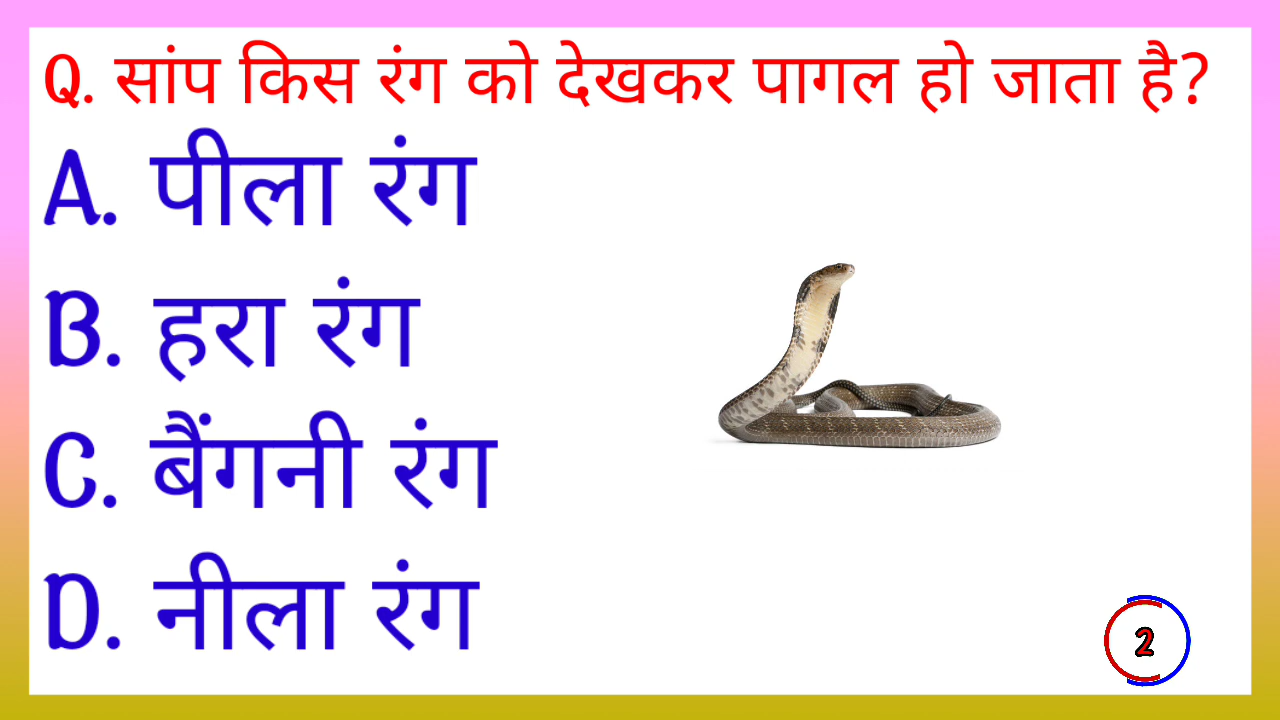 Q. सांप किस रंग को देखकर पागल हो जाता है?
A. पीला रंग
B. हरा रंग
C. बैंगनी रंग
D. नीला रंग
2